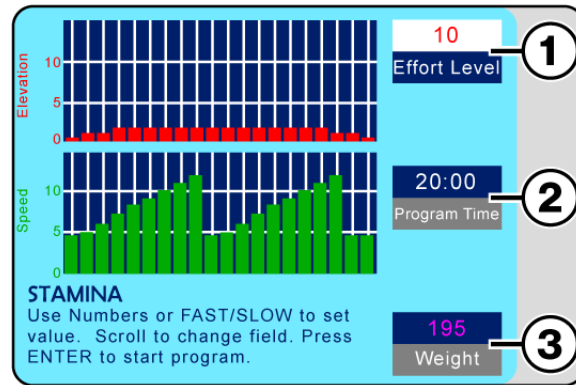 Elevation
10
5
0
10
Effort Level
1
Speed
10
5
0
20:00
Program Time
2
STAMINA
Use Numbers or FAST/SLOW to set
value. Scroll to change field. Press
ENTER to start program.
195
Weight
3